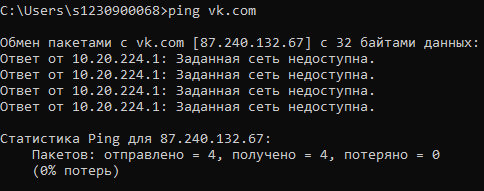 C:\Users\s1230900068>ping vk.com
Обмен пакетами с vk.com [87.240.132.67] с 32 байтами данных:
Ответ от 10.20.224.1: Заданная сеть недоступна.
Ответ от 10.20.224.1: Заданная сеть недоступна.
Ответ от 10.20.224.1: Заданная сеть недоступна.
Ответ от 10.20.224.1: Заданная сеть недоступна.
Статистика Ping для 87.240.132.67:
Пакетов: отправлено = 4, получено = 4, потеряно = 0
(0% потерь)